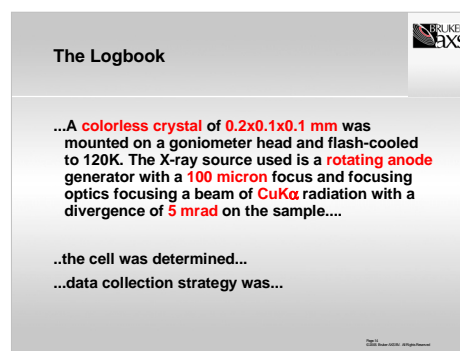 BRUKER
axs
The Logbook
...A colorless crystal of 0.2x0.1x0.1 mm was
mounted on a goniometer head and flash-cooled
to 120K. The X-ray source used is a rotating anode
generator with a 100 micron focus and focusing
optics focusing a beam of CuKα radiation with a
divergence of 5 mrad on the sample....
..the cell was determined...
...data collection strategy was...